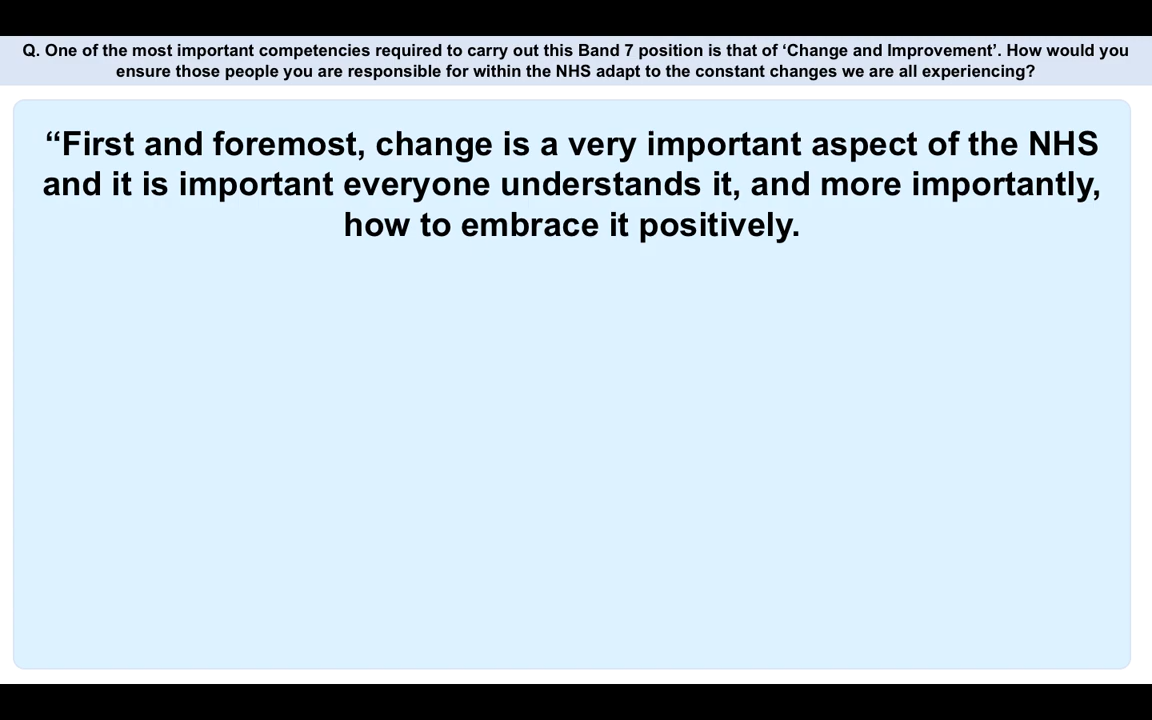 Q. One of the most important competencies required to carry out this Band 7 position is that of ‘Change and Improvement’. How would you
ensure those people you are responsible for within the NHS adapt to the constant changes we are all experiencing?
“First and foremost, change is a very important aspect of the NHS
and it is important everyone understands it, and more importantly,
how to embrace it positively.